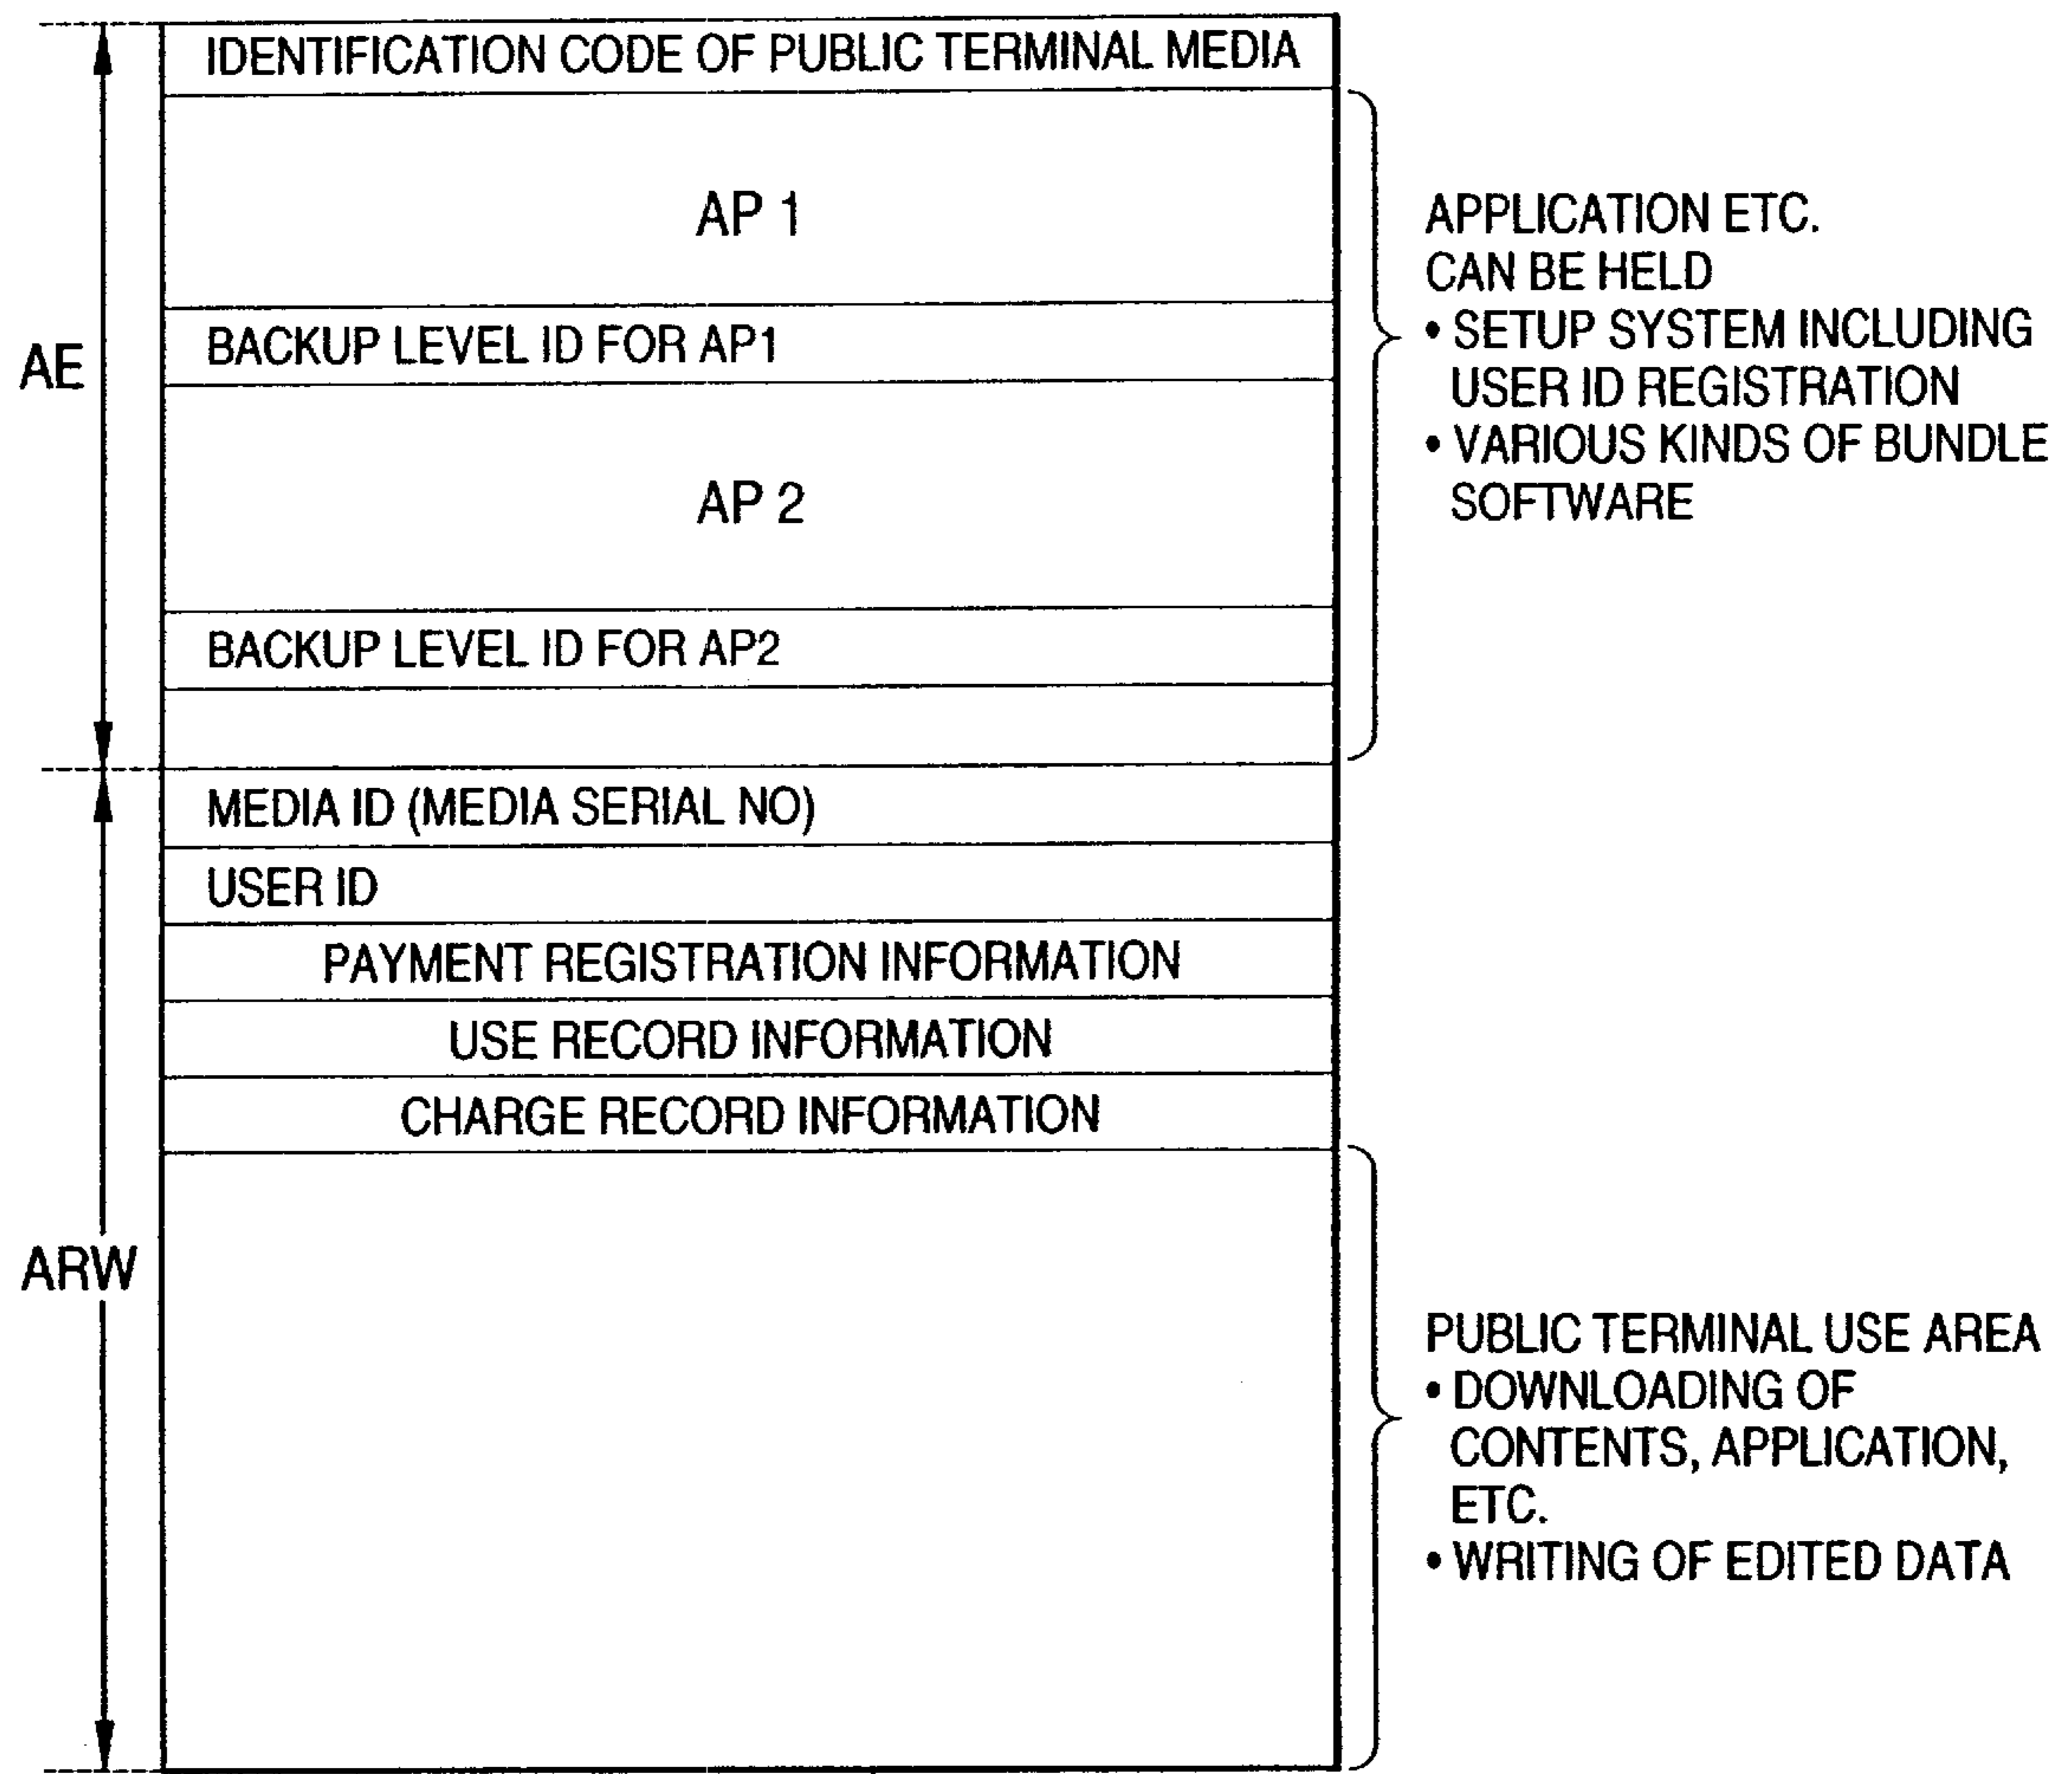 IDENTIFICATION CODE OF PUBLIC TERMINAL MEDIA
AP 1
BACKUP LEVEL ID FOR AP1
AP 2
BACKUP LEVEL ID FOR AP2
AE
APPLICATION ETC.
CAN BE HELD
• SETUP SYSTEM INCLUDING
USER ID REGISTRATION
• VARIOUS KINDS OF BUNDLE
SOFTWARE
MEDIA ID (MEDIA SERIAL NO)
USER ID
PAYMENT REGISTRATION INFORMATION
USE RECORD INFORMATION
CHARGE RECORD INFORMATION
ARW
PUBLIC TERMINAL USE AREA
• DOWNLOADING OF
CONTENTS, APPLICATION,
ETC.
• WRITING OF EDITED DATA